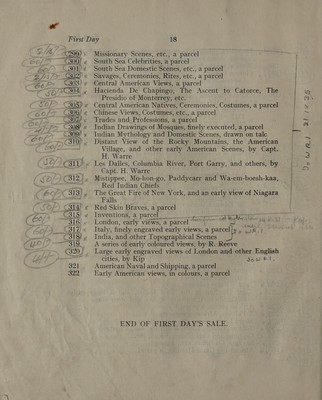 First Day 18
299 Missionary Scenes, etc., a parcel
300 South Sea Celebrities, a parcel
301 South Sea Domestic Scenes, etc., a parcel
302 Savages, Ceremonies, Rites, etc., a parcel
303 Central American Views, a parcel
304 Hacienda De Chapingo, The Ascent to Catorce, The
Presidio of Monterrey, etc.
305 Central American Natives, Ceremonies, Costumes, a parcel
306 Chinese Views, Costumes, etc., a parcel
307 Trades and Professions, a parcel
308 Indian Drawings of Mosques, finely executed, a parcel
309 Indian Mythology and Domestic Scenes, drawn on talc
310 Distant View of the Rocky Mountains, the American
Village, and other early American Scenes, by Capt.
H. Warre
311 Les Dalles, Columbia River, Port Garry, and others, by
Capt. H. Warre
312 Mistippee, Mo-hon-go, Paddycarr and Wa-em-boesh-kaa,
Red Indian Chiefs
313 The Great Fire of New York, and an early view of Niagara
Falls
314 Red Skin Braves, a parcel
315 Inventions, a parcel
316 London, early views, a parcel
317 Italy, finely engraved early views, a parcel
318 India, and other Topographical Scenes
319 A series of early coloured views, by R. Reeve
320 Large early engraved views of London and other English
cities, by Kip
321 American Naval and Shipping, a parcel
322 Early American views, in colours, a parcel
END OF FIRST DAY'S SALE.